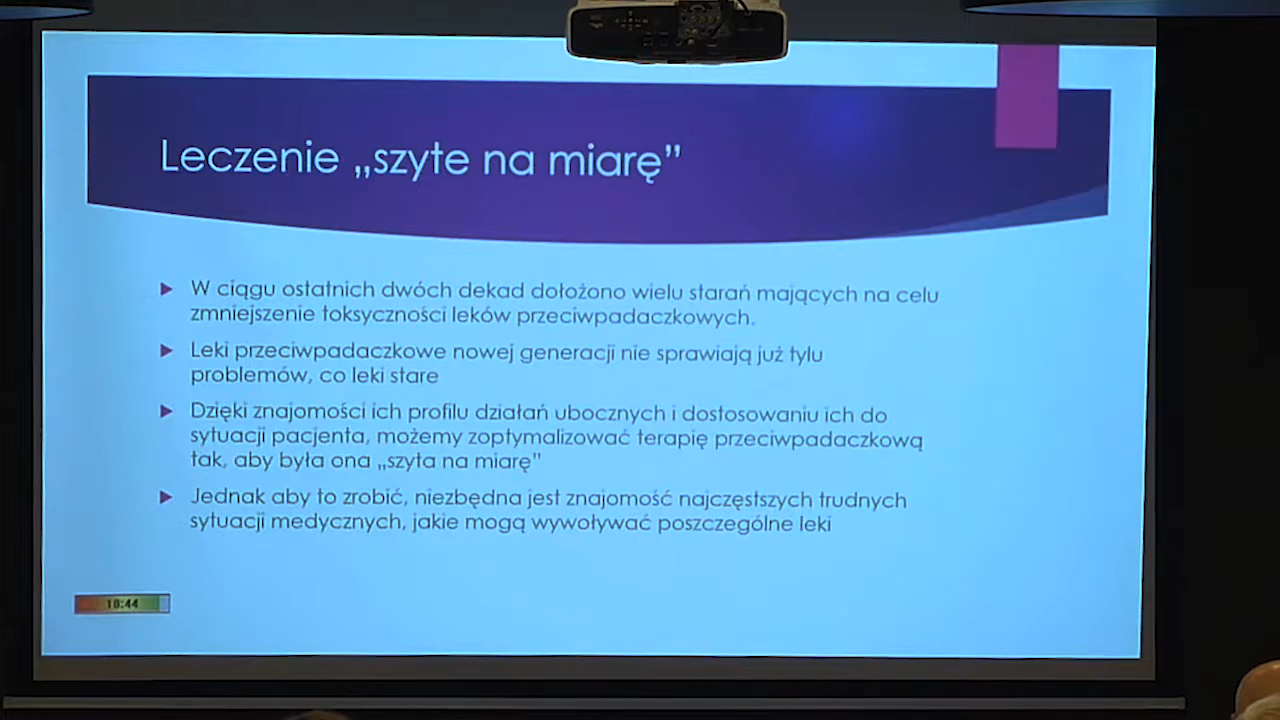 Leczenie „szyte na miarę”
W ciągu ostatnich dwóch dekad dołożono wielu starań mających na celu
zmniejszenie toksyczności leków przeciwpadaczkowych.
Leki przeciwpadaczkowe nowej generacji nie sprawiają już tylu
problemów, co leki stare
Dzięki znajomości ich profilu działań ubocznych i dostosowaniu ich do
sytuacji pacjenta, możemy zoptymalizować terapię przeciwpadaczkową
tak, aby była ona „szyta na miarę”
Jednak aby to zrobić, niezbędna jest znajomość najczęstszych trudnych
sytuacji medycznych, jakie mogą wywoływać poszczególne leki
18:44